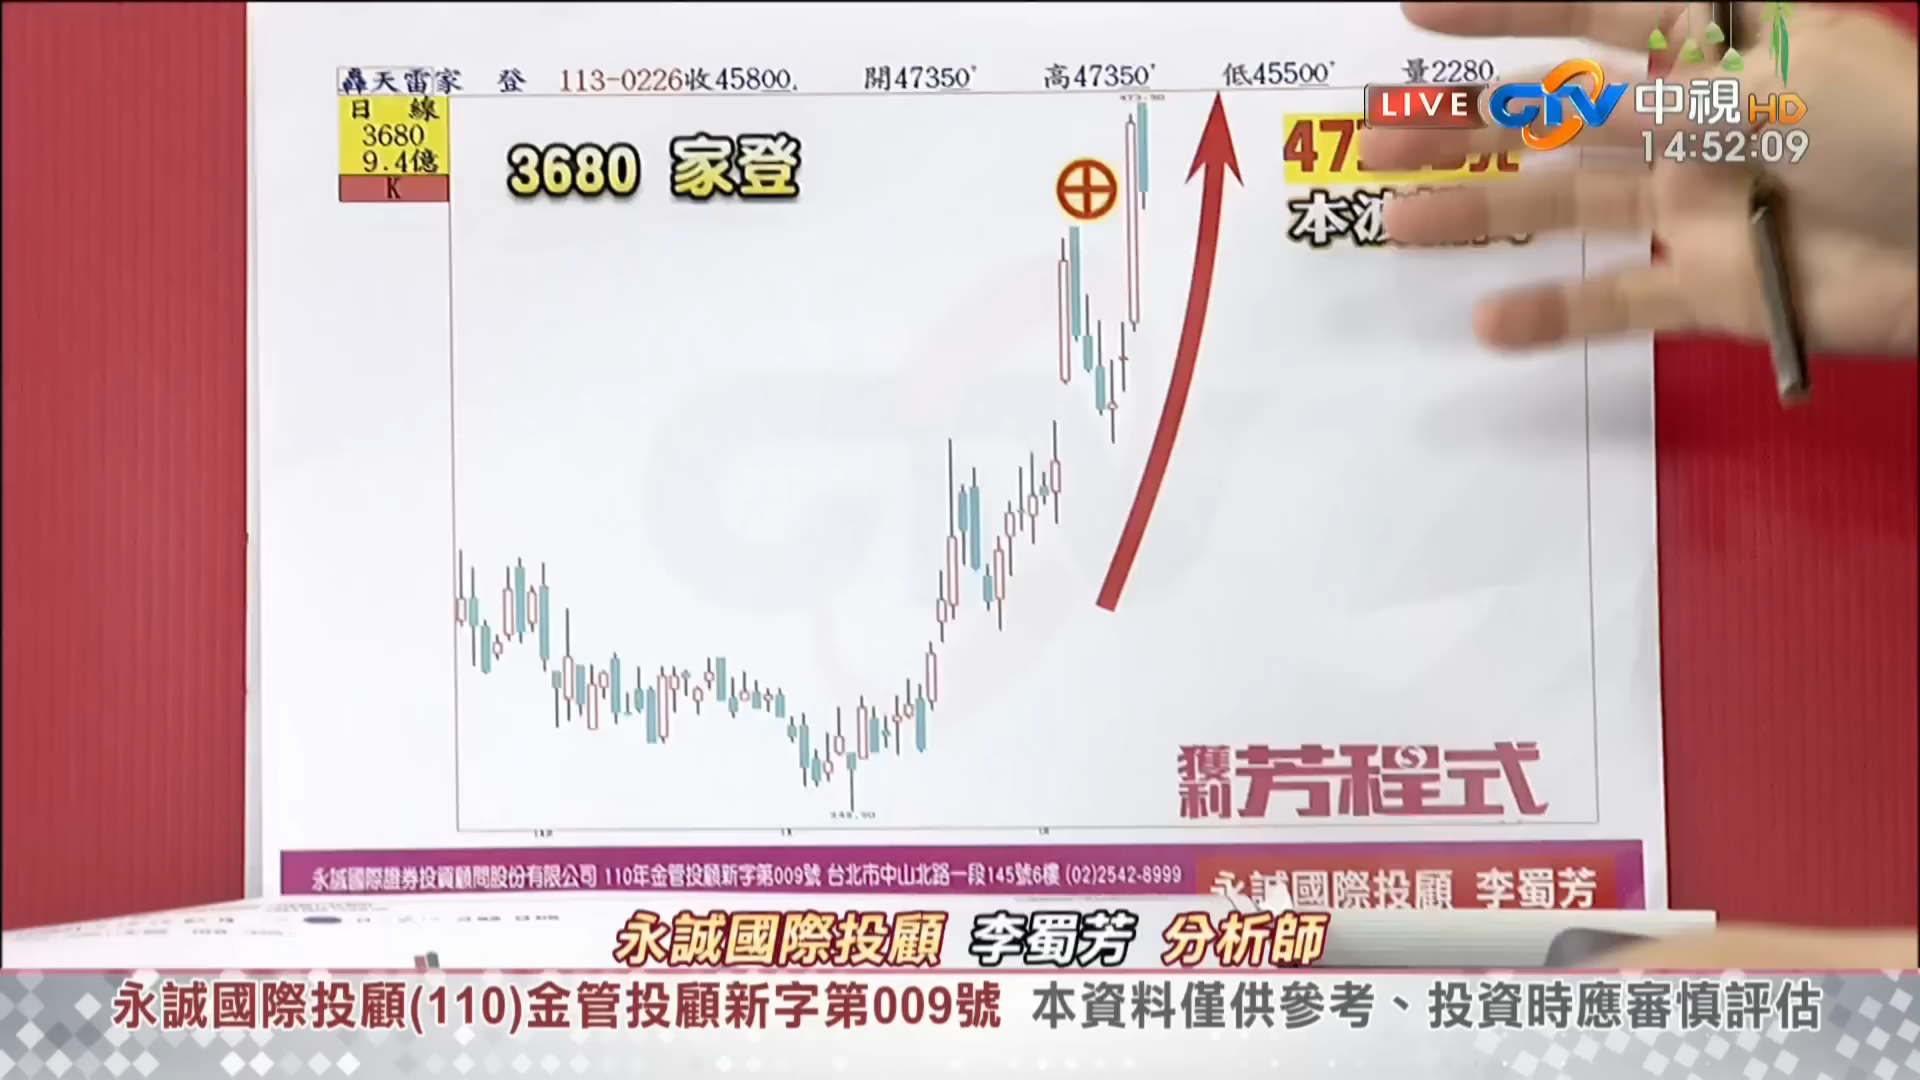 轟天雷家 登 113-0226收45800. 開47350' 高47350' 低45500' 量2280.
日 線
3680
9.4億
K
3680 家登
LIVE CTV 中視HD
14:52:09
獲利 芳程式
永誠國際證券投資顧問股份有限公司 110年金管投顧新字第009號 台北市中山北路一段145號6樓 (02)2542-8999
永誠國際投顧 李蜀芳
永誠國際投顧 李蜀芳 分析師
永誠國際投顧(110)金管投顧新字第009號 本資料僅供參考、投資時應審慎評估